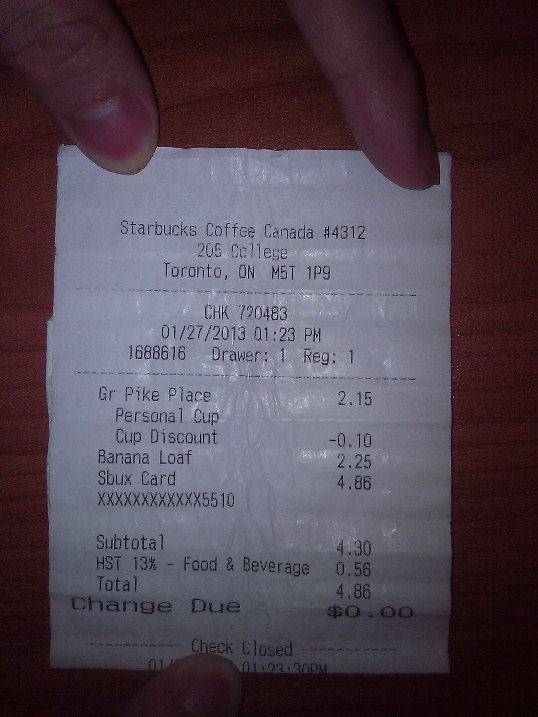 Starbucks Coffee Canada #4312
205 College
Toronto, ON M5T 1P9
CHK 720483
01/27/2013 01:23 PM
1688616 Drawer: 1 Reg: 1
Gr Pike Place 2.15
Personal Cup
Cup Discount -0.10
Banana Loaf 2.25
Sbux Card 4.86
XXXXXXXXXXXX5510
Subtotal 4.30
HST 13% - Food & Beverage 0.56
Total 4.86
Change Due $0.00
Check Closed
01/ 01:23:30PM